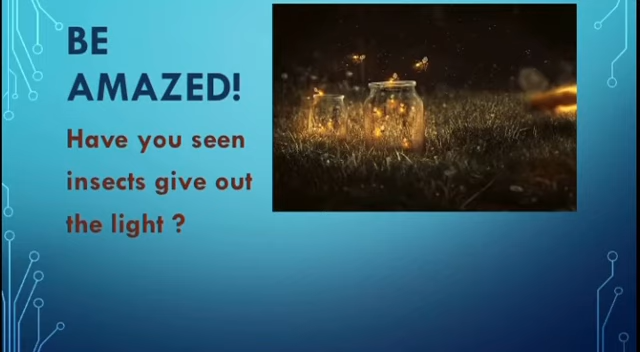 BE
AMAZED!
Have you seen
insects give out
the light ?